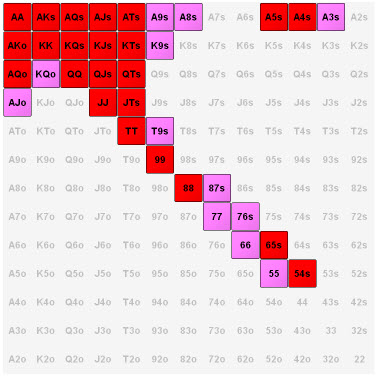 AA AKs AQs AJs ATs A9s A8s A7s A6s A5s A4s A3s A2s
AKo KK KQs KJs KTs K9s K8s K7s K6s K5s K4s K3s K2s
AQo KQo QQ QJs QTs Q9s Q8s Q7s Q6s Q5s Q4s Q3s Q2s
AJo KJo QJo JJ JTs J9s J8s J7s J6s J5s J4s J3s J2s
ATo KTo QTo JTo TT T9s T8s T7s T6s T5s T4s T3s T2s
A9o K9o Q9o J9o T9o 99 98s 97s 96s 95s 94s 93s 92s
A8o K8o Q8o J8o T8o 98o 88 87s 86s 85s 84s 83s 82s
A7o K7o Q7o J7o T7o 97o 87o 77 76s 75s 74s 73s 72s
A6o K6o Q6o J6o T6o 96o 86o 76o 66 65s 64s 63s 62s
A5o K5o Q5o J5o T5o 95o 85o 75o 65o 55 54s 53s 52s
A4o K4o Q4o J4o T4o 94o 84o 74o 64o 54o 44 43s 42s
A3o K3o Q3o J3o T3o 93o 83o 73o 63o 53o 43o 33 32s
A2o K2o Q2o J2o T2o 92o 82o 72o 62o 52o 42o 32o 22